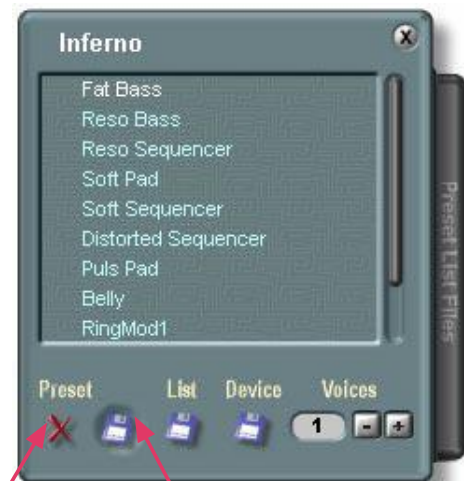 Inferno
X
Fat Bass
Reso Bass
Reso Sequencer
Soft Pad
Soft Sequencer
Distorted Sequencer
Puls Pad
Belly
RingMod1
Preset List Files
Preset List Device Voices
1 - +